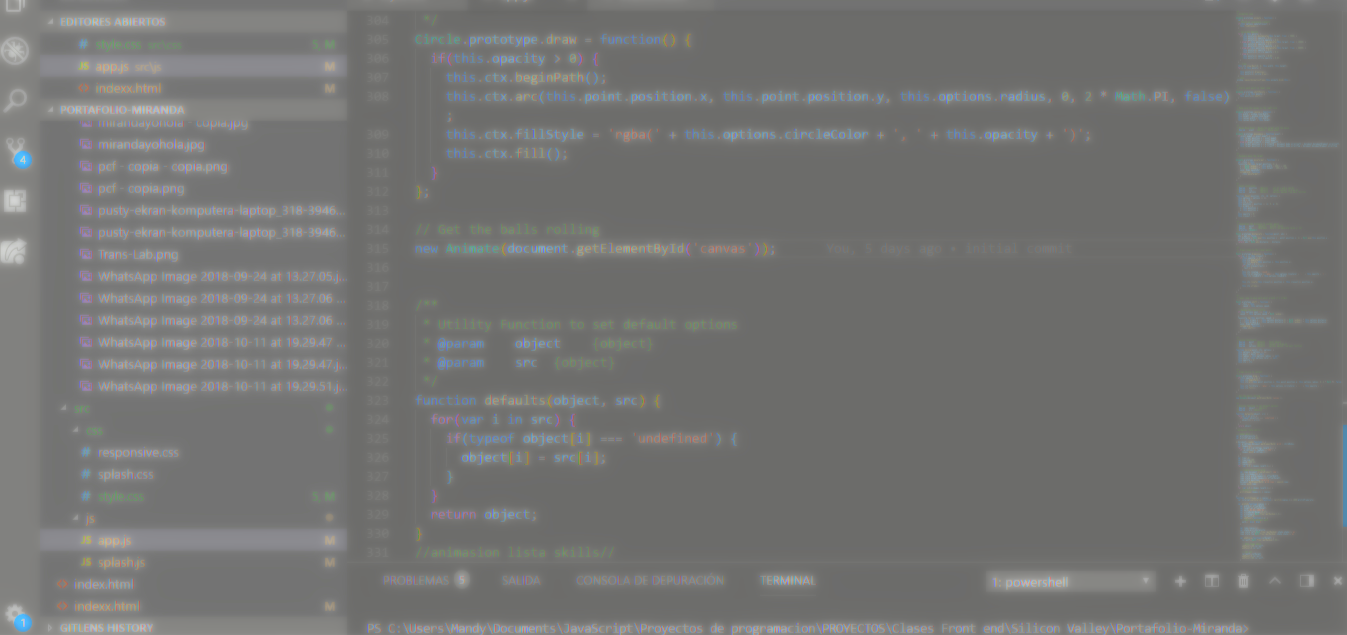 EDITORES ABIERTOS
# style.css
JS app.js src\js M
<> indexx.html M
PORTAFOLIO-MIRANDA
mirandayohola - copia.jpg
mirandayohola.jpg
pcf - copia - copia.png
pcf - copia.png
pusty-ekran-komputera-laptop_318-3946...
pusty-ekran-komputera-laptop_318-3946...
Trans-Lab.png
WhatsApp Image 2018-09-24 at 13.27.05.j...
WhatsApp Image 2018-09-24 at 13.27.06 ...
WhatsApp Image 2018-09-24 at 13.27.06 ...
WhatsApp Image 2018-10-11 at 19.29.47 ...
WhatsApp Image 2018-10-11 at 19.29.47.j...
WhatsApp Image 2018-10-11 at 19.29.51.j...
src
css
# responsive.css
# splash.css
# style.css 5, M
js
JS app.js M
JS splash.js M
<> index.html
<> indexx.html M
GITLENS HISTORY
4
1
304 */
305 Circle.prototype.draw = function() {
306 if(this.opacity > 0) {
307 this.ctx.beginPath();
308 this.ctx.arc(this.point.position.x, this.point.position.y, this.options.radius, 0, 2 * Math.PI, false)
;
309 this.ctx.fillStyle = 'rgba(' + this.options.circleColor + ', ' + this.opacity + ')';
310 this.ctx.fill();
311 }
312 };
313
314 // Get the balls rolling
315 new Animate(document.getElementById('canvas')); You, 5 days ago • initial commit
316
317
318 /**
319 * Utility Function to set default options
320 * @param object {object}
321 * @param src {object}
322 */
323 function defaults(object, src) {
324 for(var i in src) {
325 if(typeof object[i] === 'undefined') {
326 object[i] = src[i];
327 }
328 }
329 return object;
330 }
331 //animasion lista skills//
PROBLEMAS 5 SALIDA CONSOLA DE DEPURACIÓN TERMINAL 1: powershell
PS C:\Users\Mandy\Documents\JavaScript\Proyectos de programacion\PROYECTOS\Clases Front end\Silicon Valley\Portafolio-Miranda>